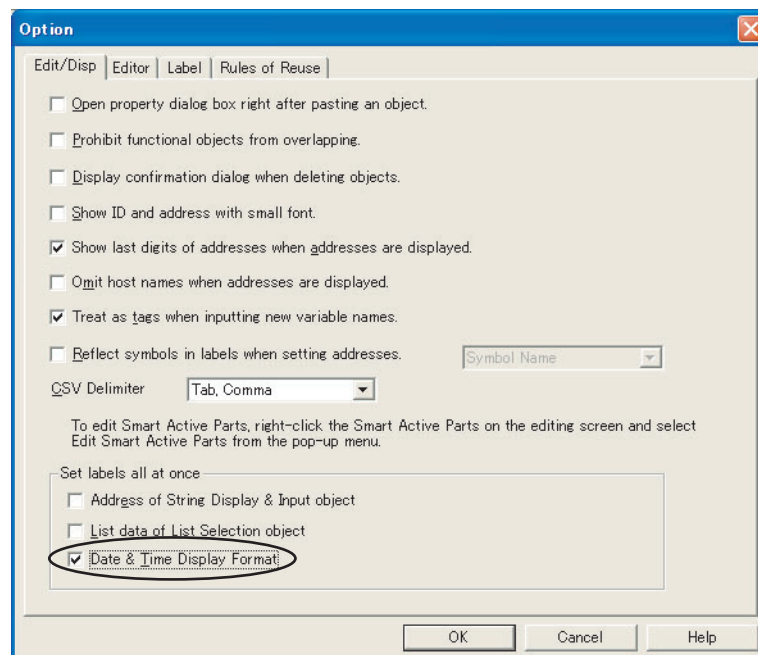 Option
Edit/Disp Editor Label Rules of Reuse
Open property dialog box right after pasting an object.
Prohibit functional objects from overlapping.
Display confirmation dialog when deleting objects.
Show ID and address with small font.
Show last digits of addresses when addresses are displayed.
Omit host names when addresses are displayed.
Treat as tags when inputting new variable names.
Reflect symbols in labels when setting addresses. Symbol Name
CSV Delimiter Tab, Comma
To edit Smart Active Parts, right-click the Smart Active Parts on the editing screen and select
Edit Smart Active Parts from the pop-up menu.
Set labels all at once
Address of String Display & Input object
List data of List Selection object
Date & Time Display Format
OK Cancel Help